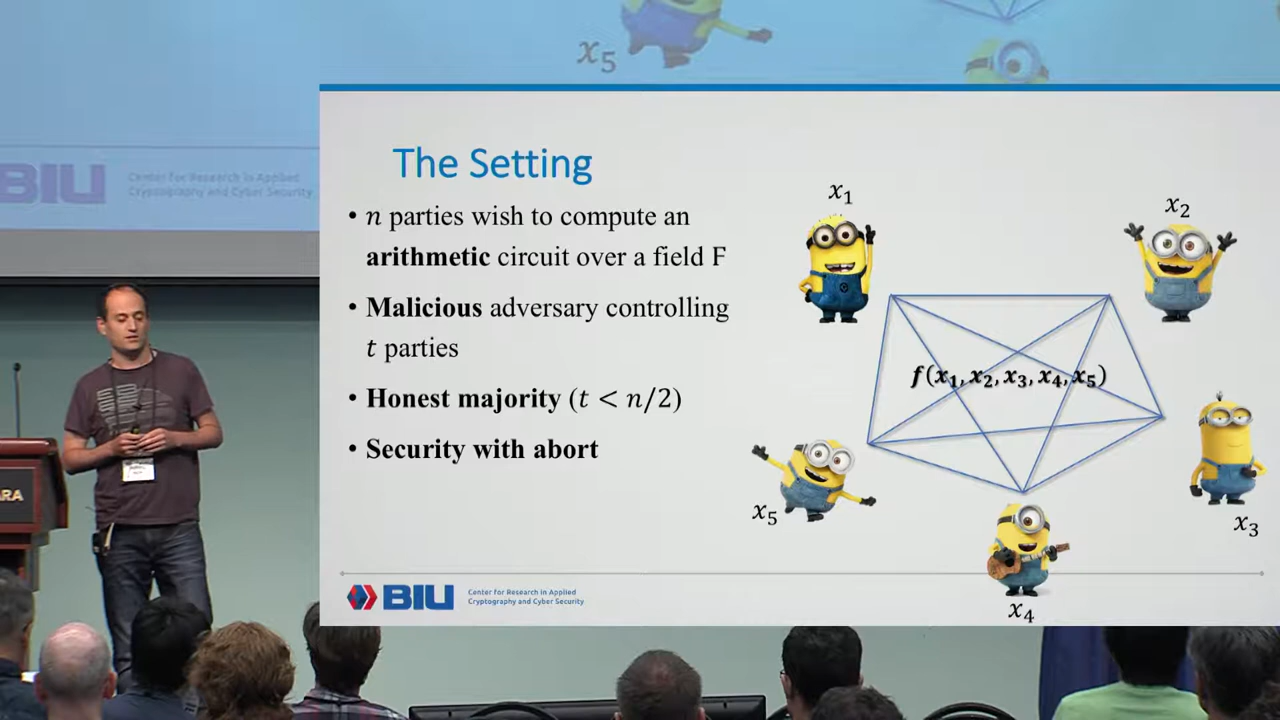 x₅
BIU
Center for Research in Applied
Cryptography and Cyber Security
The Setting
• n parties wish to compute an
arithmetic circuit over a field F
• Malicious adversary controlling
t parties
• Honest majority (t < n/2)
• Security with abort
x₁
x₂
f(x₁, x₂, x₃, x₄, x₅)
x₅
x₃
x₄
BIU
Center for Research in Applied
Cryptography and Cyber Security
ARA